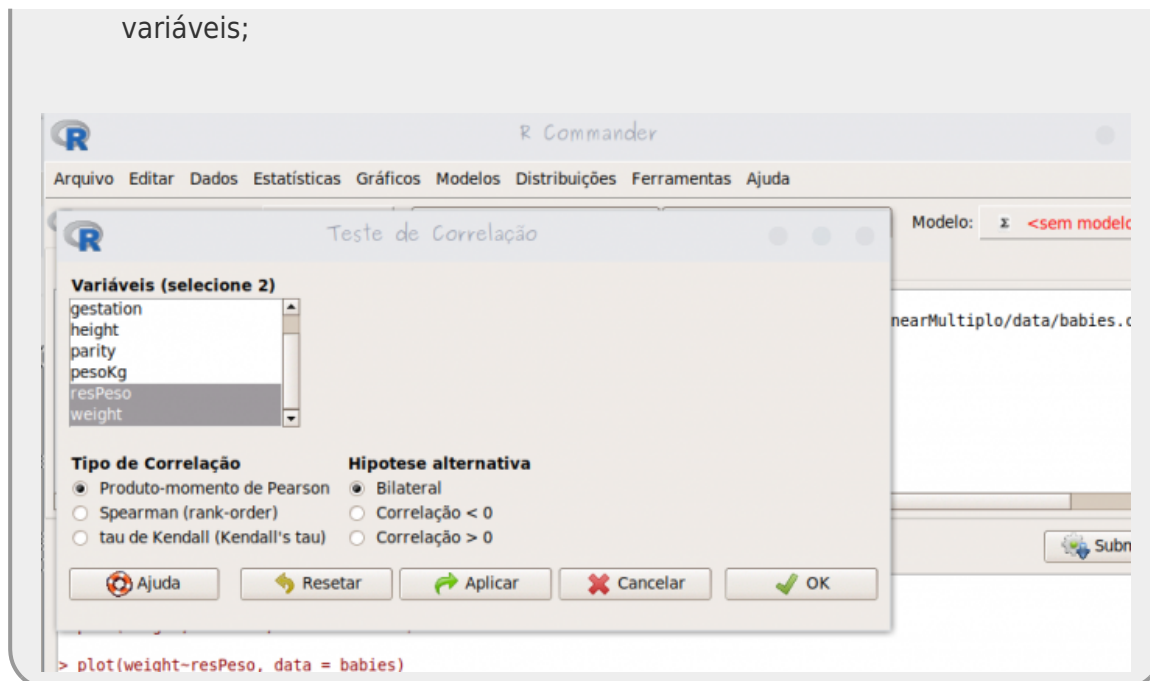 variáveis;
R Commander
Arquivo Editar Dados Estatísticas Gráficos Modelos Distribuições Ferramentas Ajuda
Modelo: Σ <sem modelo
Teste de Correlação
Variáveis (selecione 2)
gestation
height
parity
pesoKg
resPeso
weight
nearMultiplo/data/babies.
Tipo de Correlação
Produto-momento de Pearson
Spearman (rank-order)
tau de Kendall (Kendall's tau)
Hipotese alternativa
Bilateral
Correlação < 0
Correlação > 0
Subm
Ajuda
Resetar
Aplicar
Cancelar
OK
> plot(weight~resPeso, data = babies)